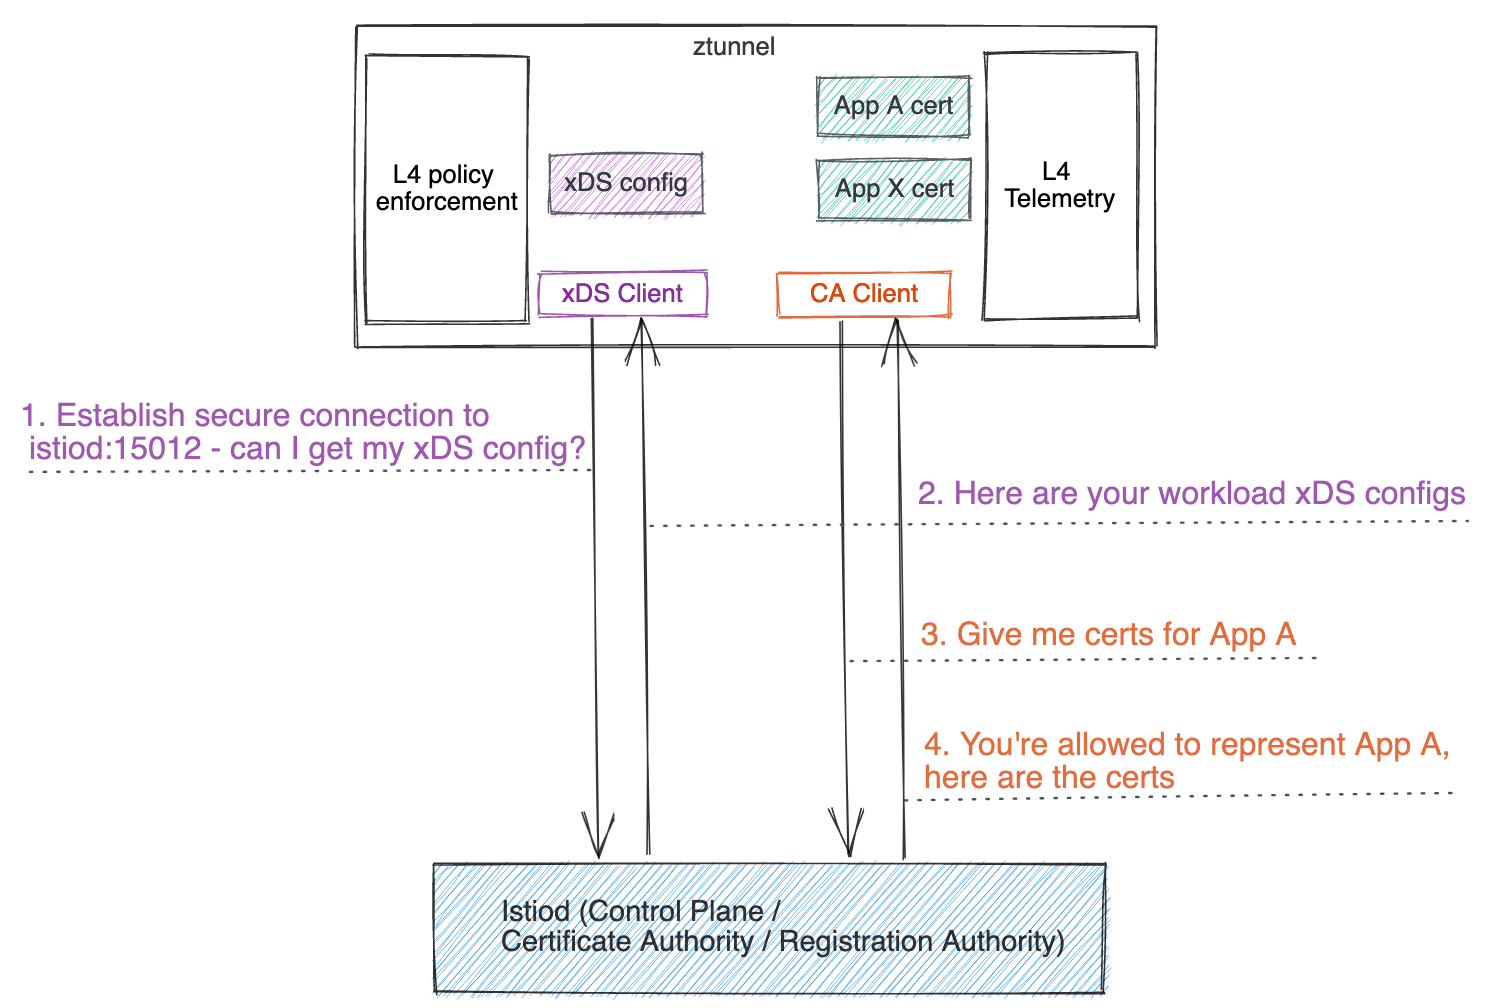 ztunnel
L4 policy
enforcement
xDS config
App A cert
App X cert
L4
Telemetry
xDS Client
CA Client
1. Establish secure connection to
istiod:15012 - can I get my xDS config?
2. Here are your workload xDS configs
3. Give me certs for App A
4. You're allowed to represent App A,
here are the certs
Istiod (Control Plane /
Certificate Authority / Registration Authority)